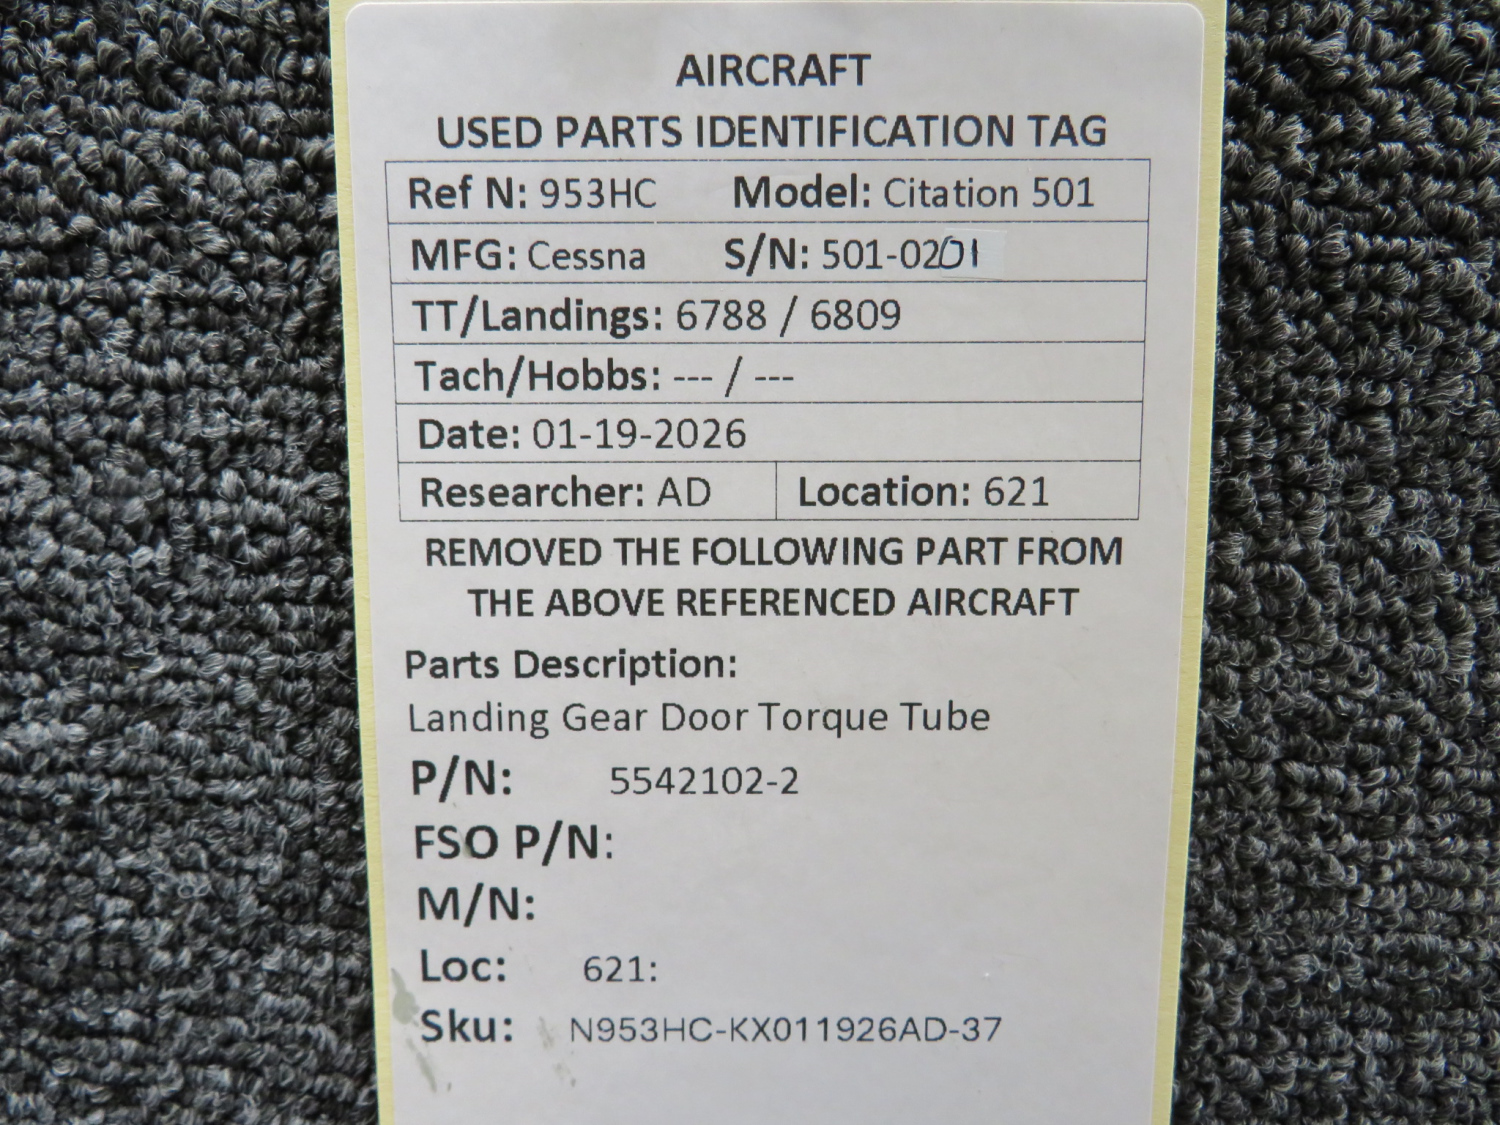 AIRCRAFT
USED PARTS IDENTIFICATION TAG
Ref N: 953HC Model: Citation 501
MFG: Cessna S/N: 501-0201
TT/Landings: 6788 / 6809
Tach/Hobbs: --- / ---
Date: 01-19-2026
Researcher: AD Location: 621
REMOVED THE FOLLOWING PART FROM
THE ABOVE REFERENCED AIRCRAFT
Parts Description:
Landing Gear Door Torque Tube
P/N: 5542102-2
FSO P/N:
M/N:
Loc: 621:
Sku: N953HC-KX011926AD-37